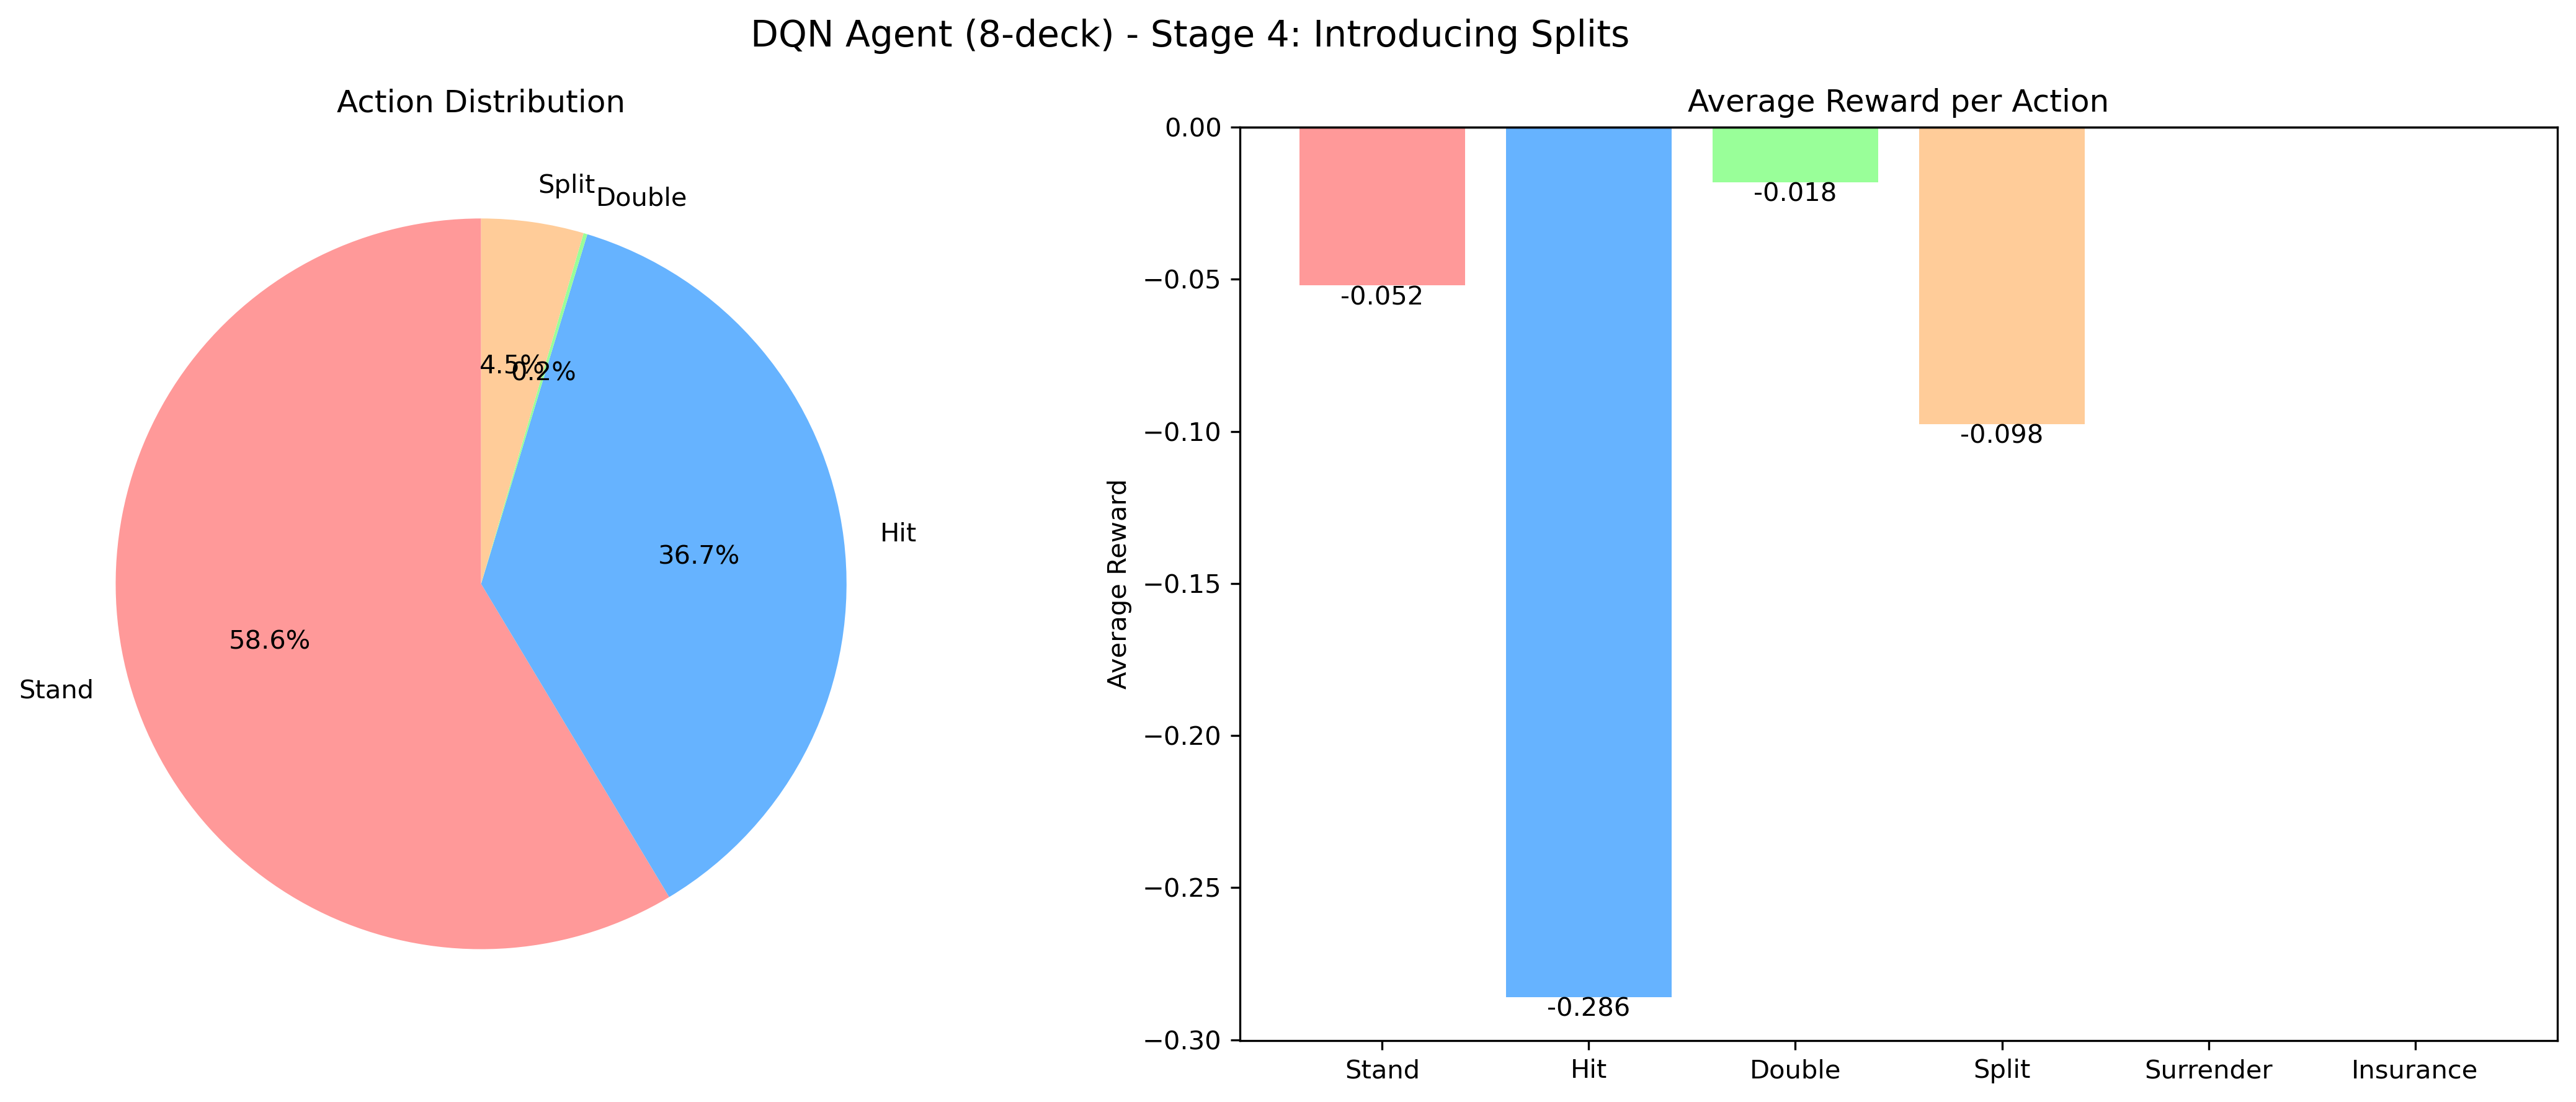 DQN Agent (8-deck) - Stage 4: Introducing Splits
Action Distribution
Split
Double
4.5%
0.2%
Hit
36.7%
58.6%
Stand
Average Reward per Action
0.00
−0.05
−0.10
−0.15
−0.20
−0.25
−0.30
Average Reward
-0.052
-0.286
-0.018
-0.098
Stand
Hit
Double
Split
Surrender
Insurance